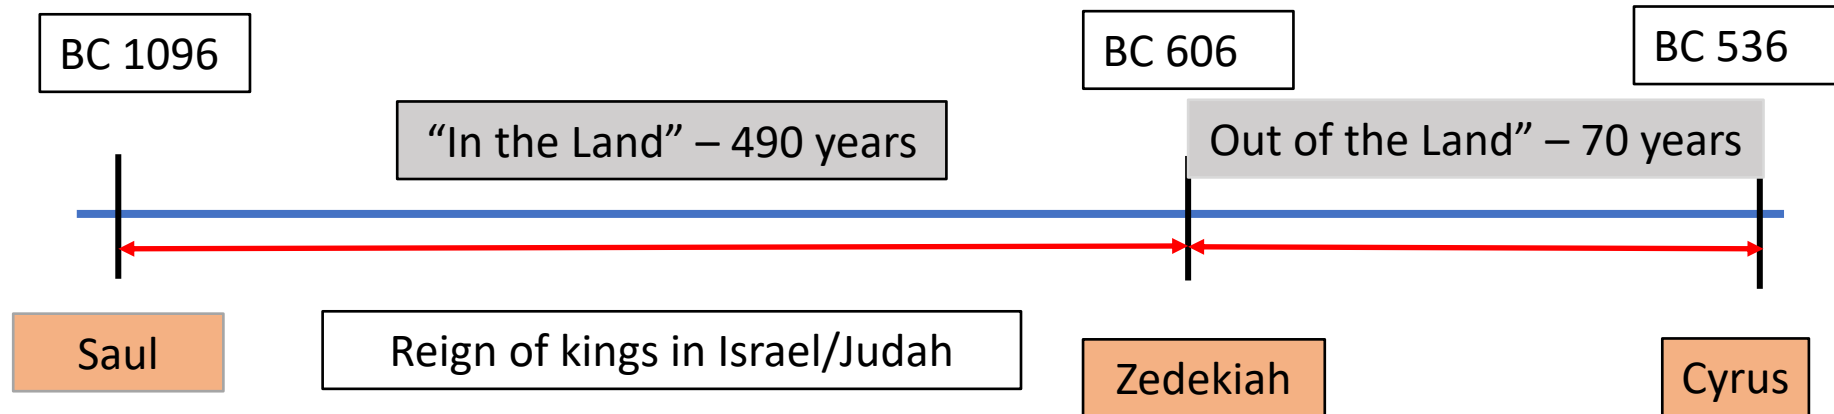 BC 1096
BC 606
BC 536
“In the Land” – 490 years
Out of the Land” – 70 years
Saul
Reign of kings in Israel/Judah
Zedekiah
Cyrus